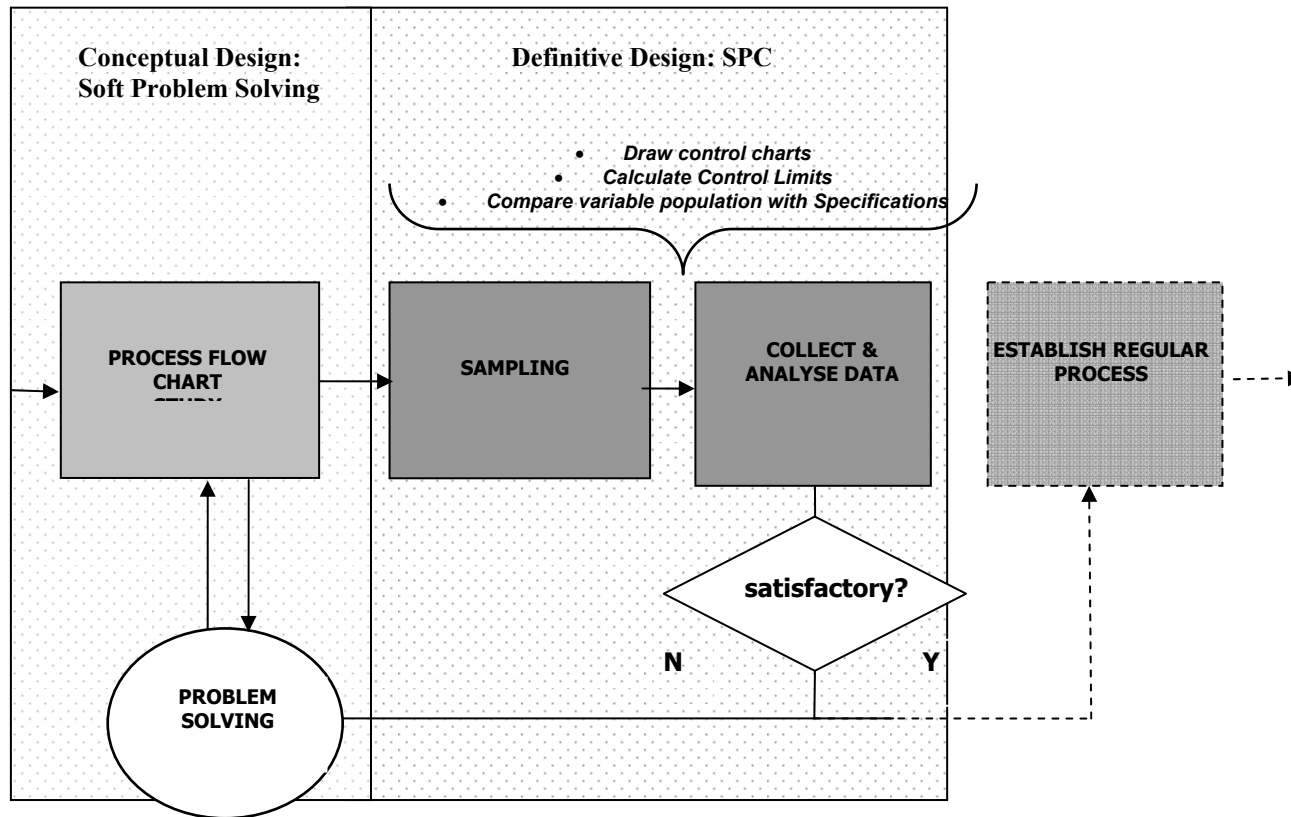 Conceptual Design:
Soft Problem Solving
Definitive Design: SPC
• Draw control charts
• Calculate Control Limits
• Compare variable population with Specifications
PROCESS FLOW
CHART
STUDY
SAMPLING
COLLECT &
ANALYSE DATA
ESTABLISH REGULAR
PROCESS
satisfactory?
N
Y
PROBLEM
SOLVING